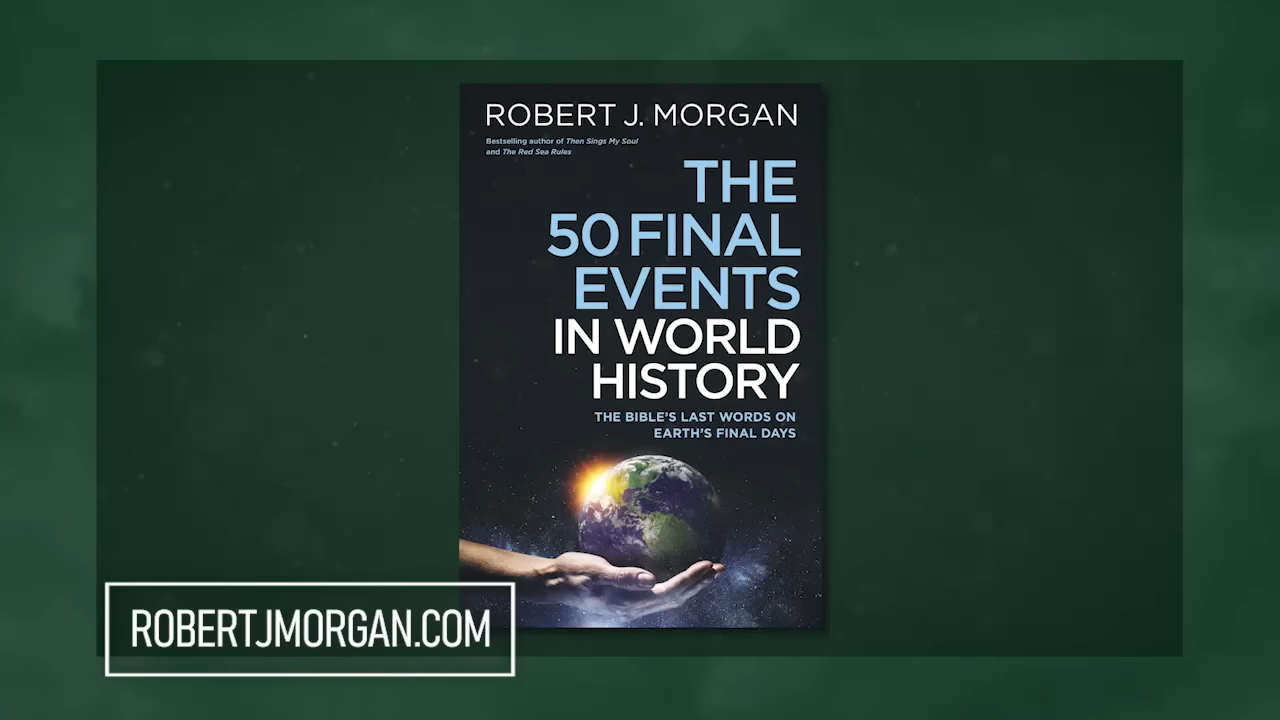 ROBERT J. MORGAN
Bestselling author of Then Sings My Soul
and The Red Sea Rules
THE
50 FINAL
EVENTS
IN WORLD
HISTORY
THE BIBLE'S LAST WORDS ON
EARTH'S FINAL DAYS
ROBERTJMORGAN.COM